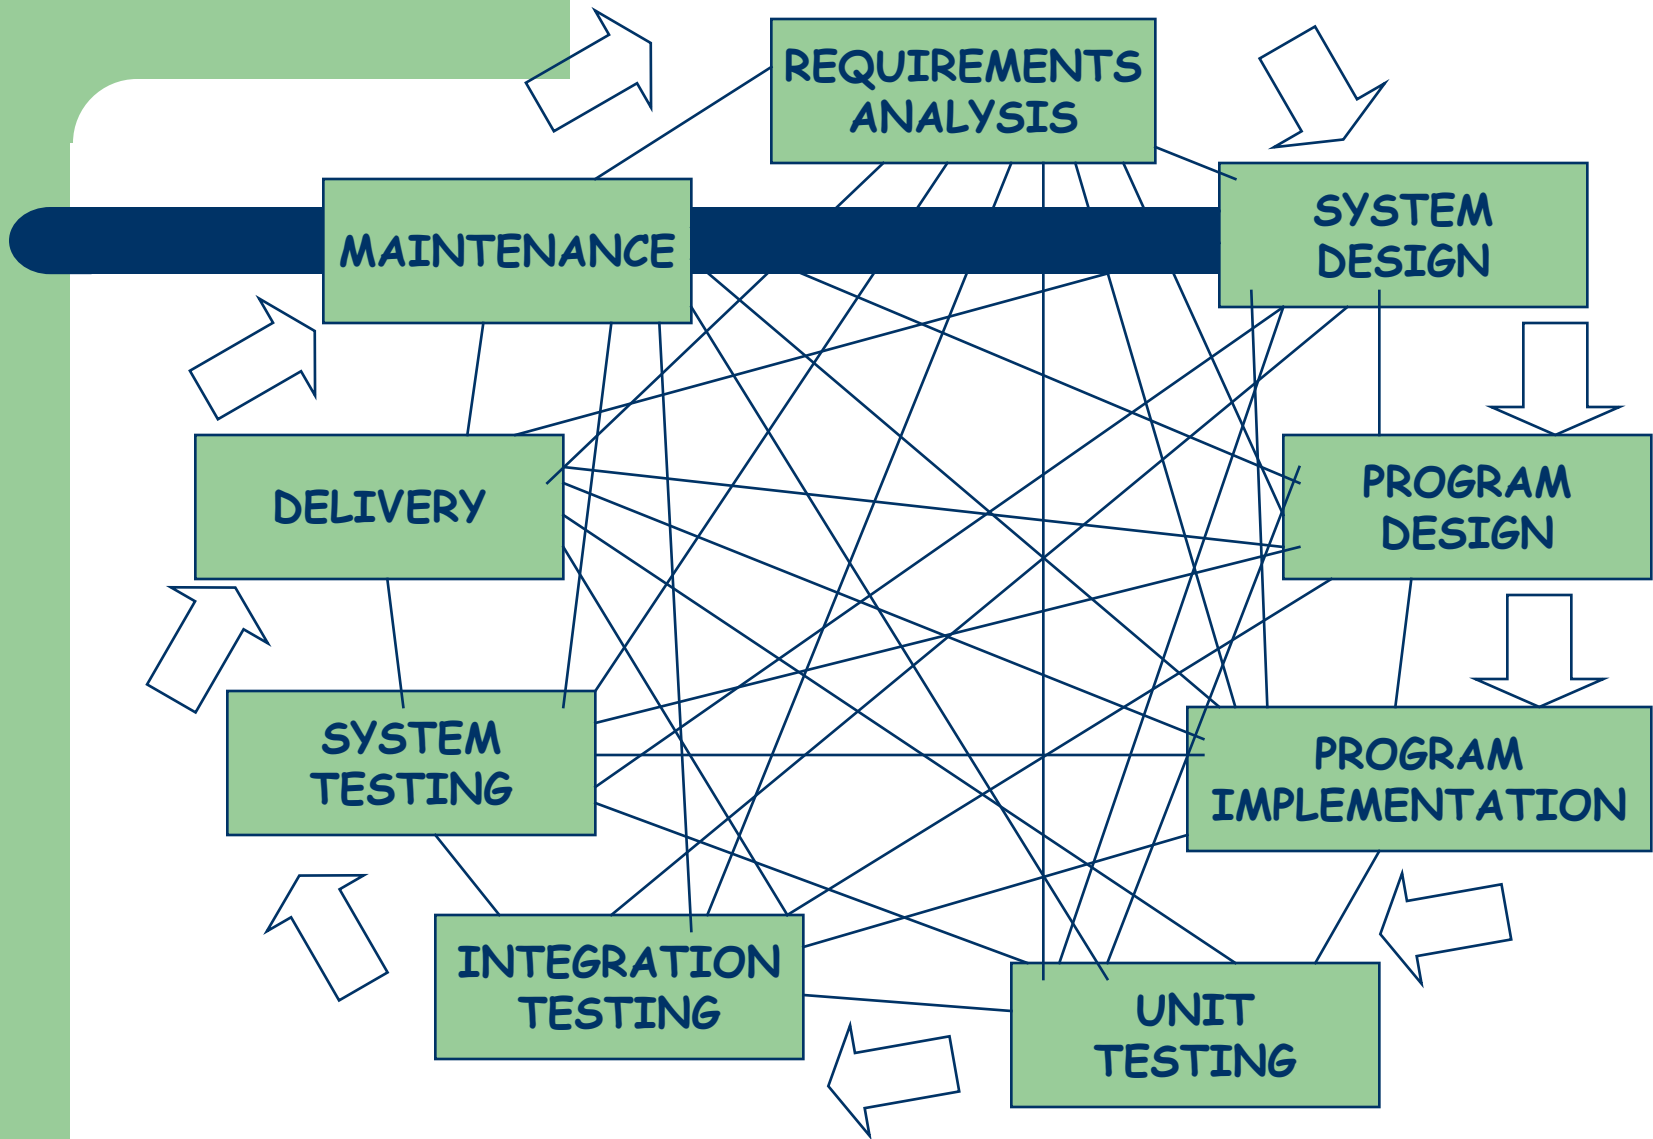 REQUIREMENTS
ANALYSIS
SYSTEM
DESIGN
MAINTENANCE
PROGRAM
DESIGN
DELIVERY
SYSTEM
TESTING
PROGRAM
IMPLEMENTATION
INTEGRATION
TESTING
UNIT
TESTING